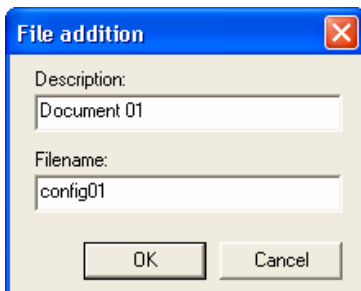 File addition
Description:
Document 01
Filename:
config01
OK Cancel